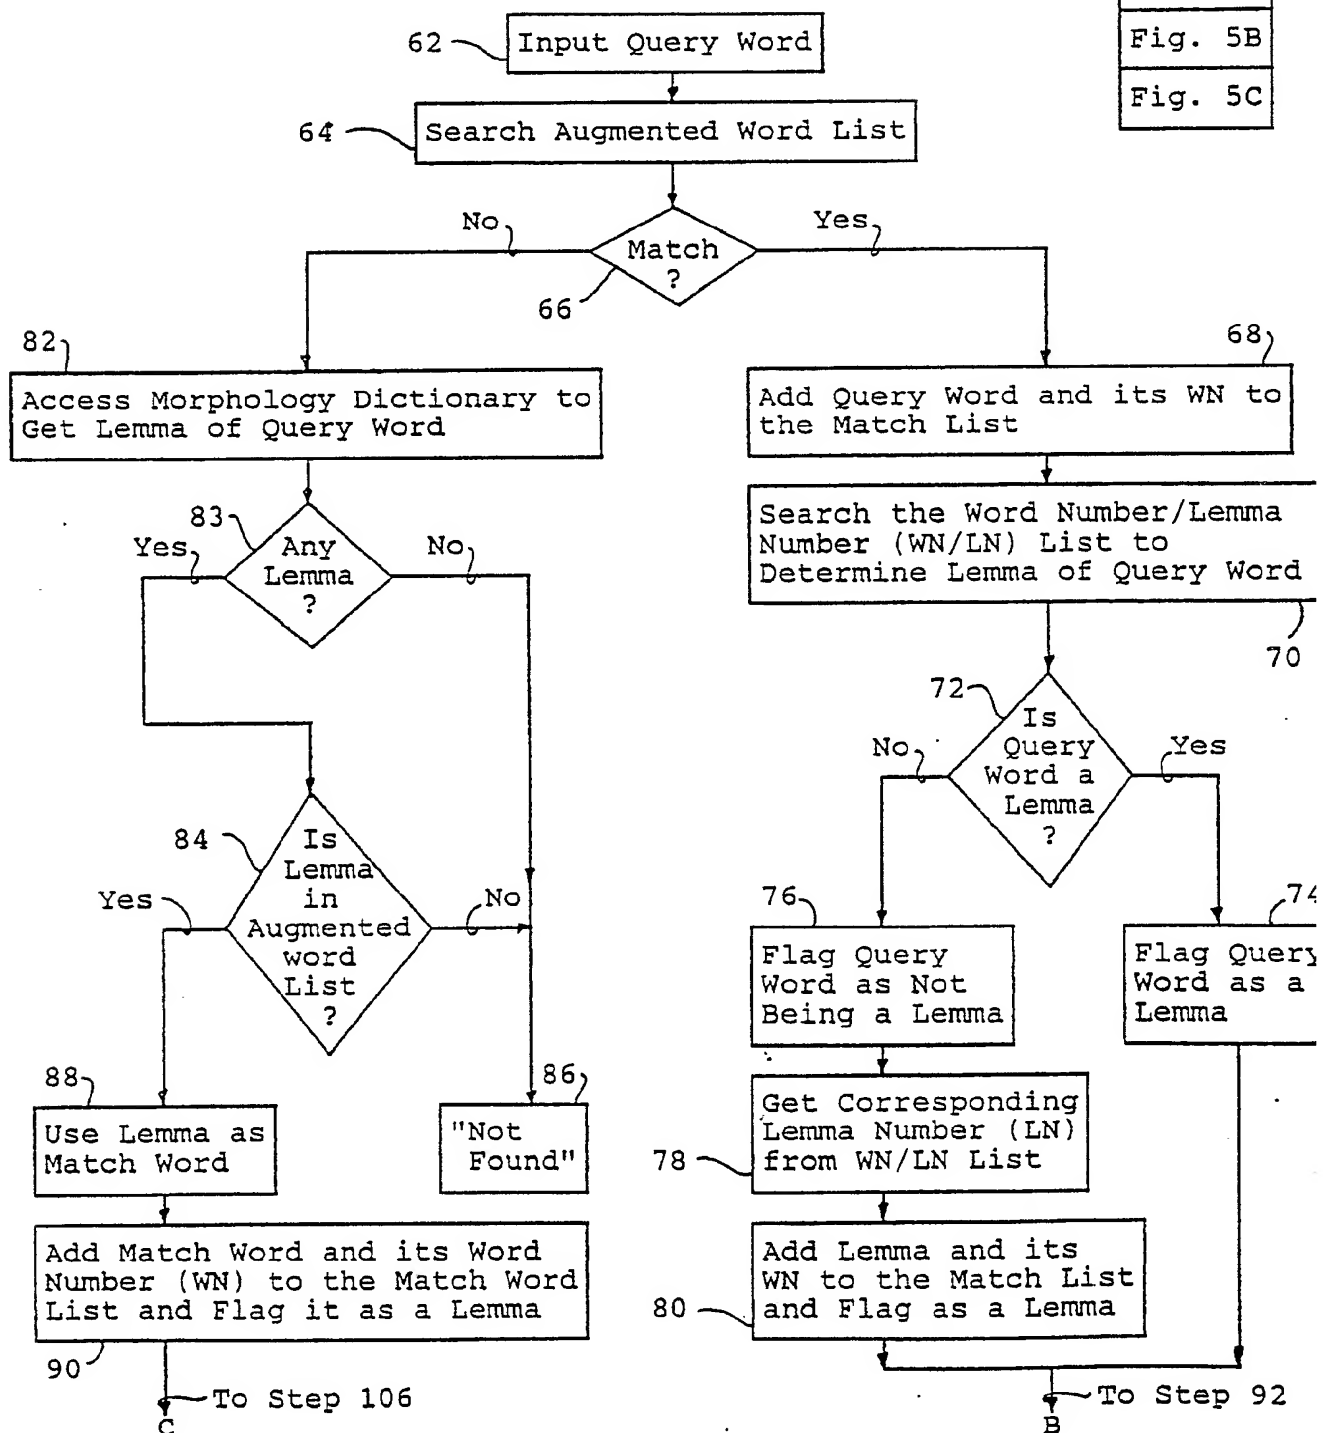 Fig. 5B
Fig. 5C
62
Input Query Word
64
Search Augmented Word List
No
Match
?
Yes
66
82
Access Morphology Dictionary to
Get Lemma of Query Word
68
Add Query Word and its WN to
the Match List
83
Yes
Any
Lemma
?
No
Search the Word Number/Lemma
Number (WN/LN) List to
Determine Lemma of Query Word
70
72
No
Is
Query
Word a
Lemma
?
Yes
84
Yes
Is
Lemma
in
Augmented
word
List
?
No
76
Flag Query
Word as Not
Being a Lemma
74
Flag Query
Word as a
Lemma
88
Use Lemma as
Match Word
86
"Not
Found"
78
Get Corresponding
Lemma Number (LN)
from WN/LN List
Add Match Word and its Word
Number (WN) to the Match Word
List and Flag it as a Lemma
90
80
Add Lemma and its
WN to the Match List
and Flag as a Lemma
To Step 106
C
To Step 92
B